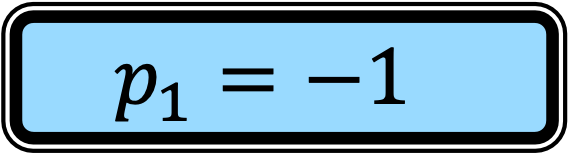 p₁ = −1